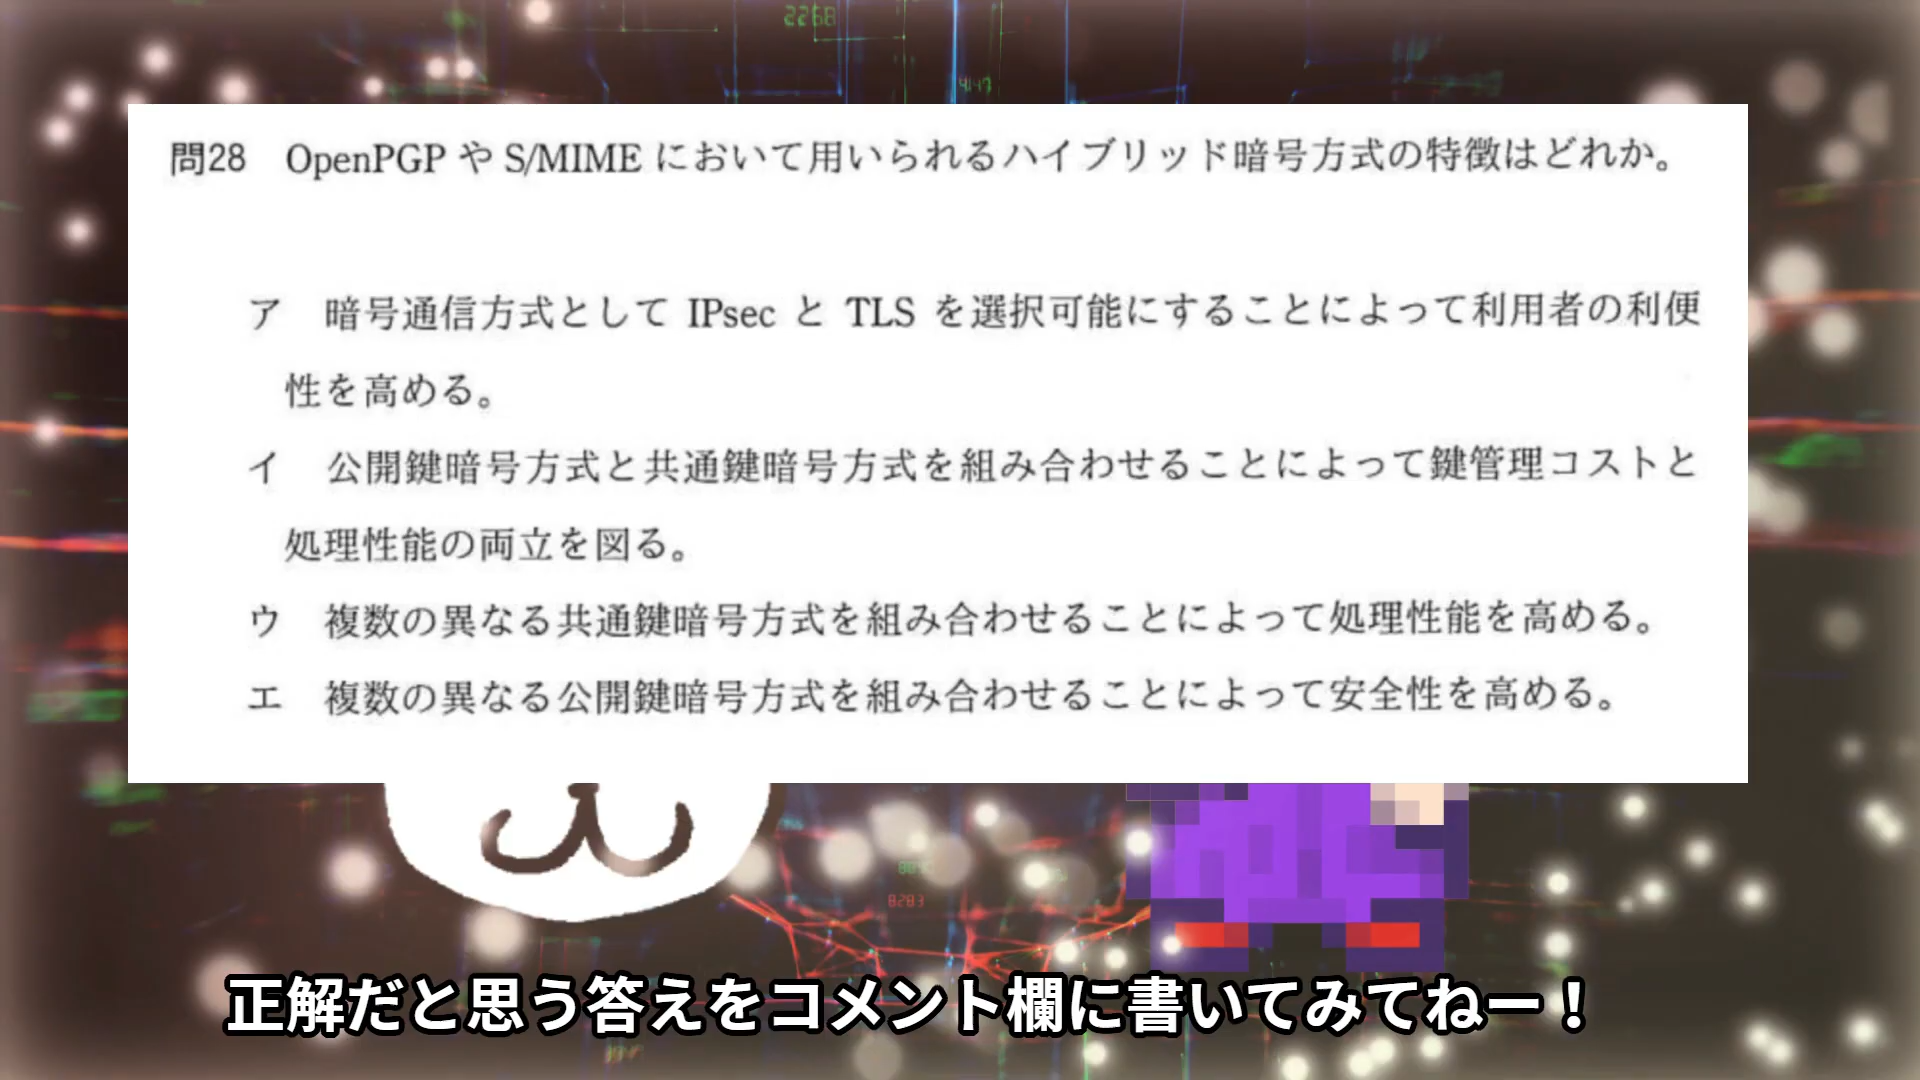 2268
4147
問28 OpenPGP や S/MIME において用いられるハイブリッド暗号方式の特徴はどれか。
ア 暗号通信方式として IPsec と TLS を選択可能にすることによって利用者の利便
性を高める。
イ 公開鍵暗号方式と共通鍵暗号方式を組み合わせることによって鍵管理コストと
処理性能の両立を図る。
ウ 複数の異なる共通鍵暗号方式を組み合わせることによって処理性能を高める。
エ 複数の異なる公開鍵暗号方式を組み合わせることによって安全性を高める。
8283
正解だと思う答えをコメント欄に書いてみてねー！